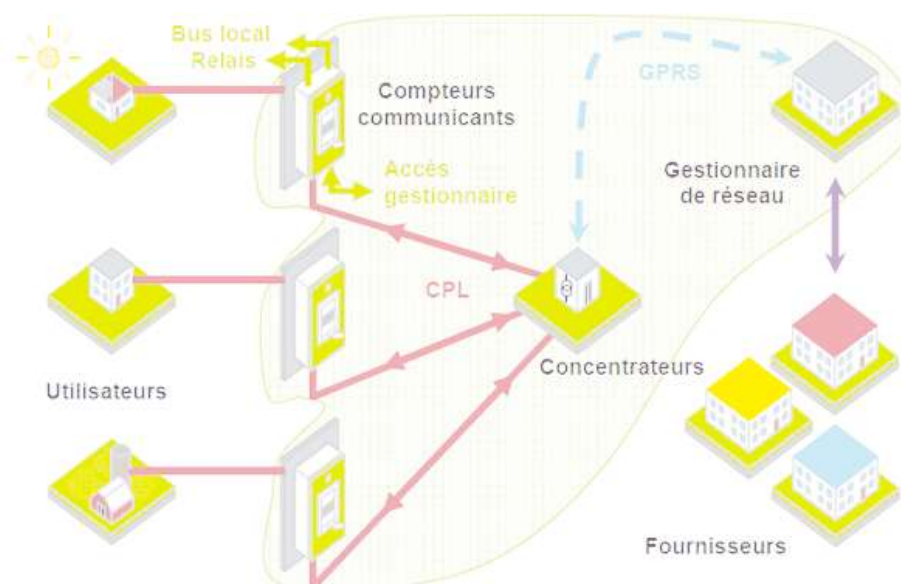 Bus local
Relais
Compteurs
communicants
GPRS
Accès
gestionnaire
Gestionnaire
de réseau
CPL
Concentrateurs
Utilisateurs
Fournisseurs